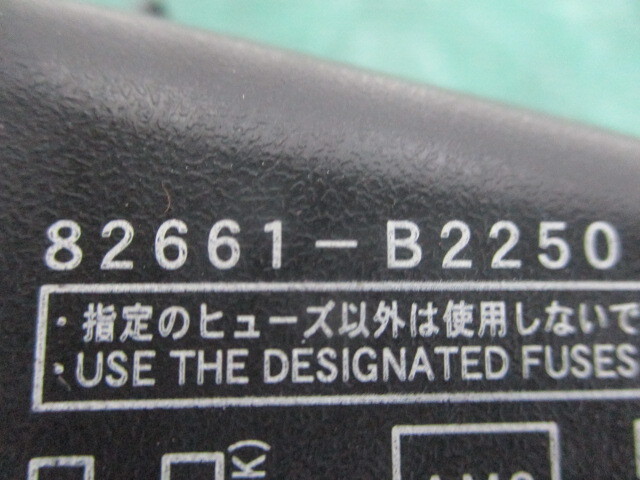 82661-B2250
・指定のヒューズ以外は使用しないで
・USE THE DESIGNATED FUSES
K)